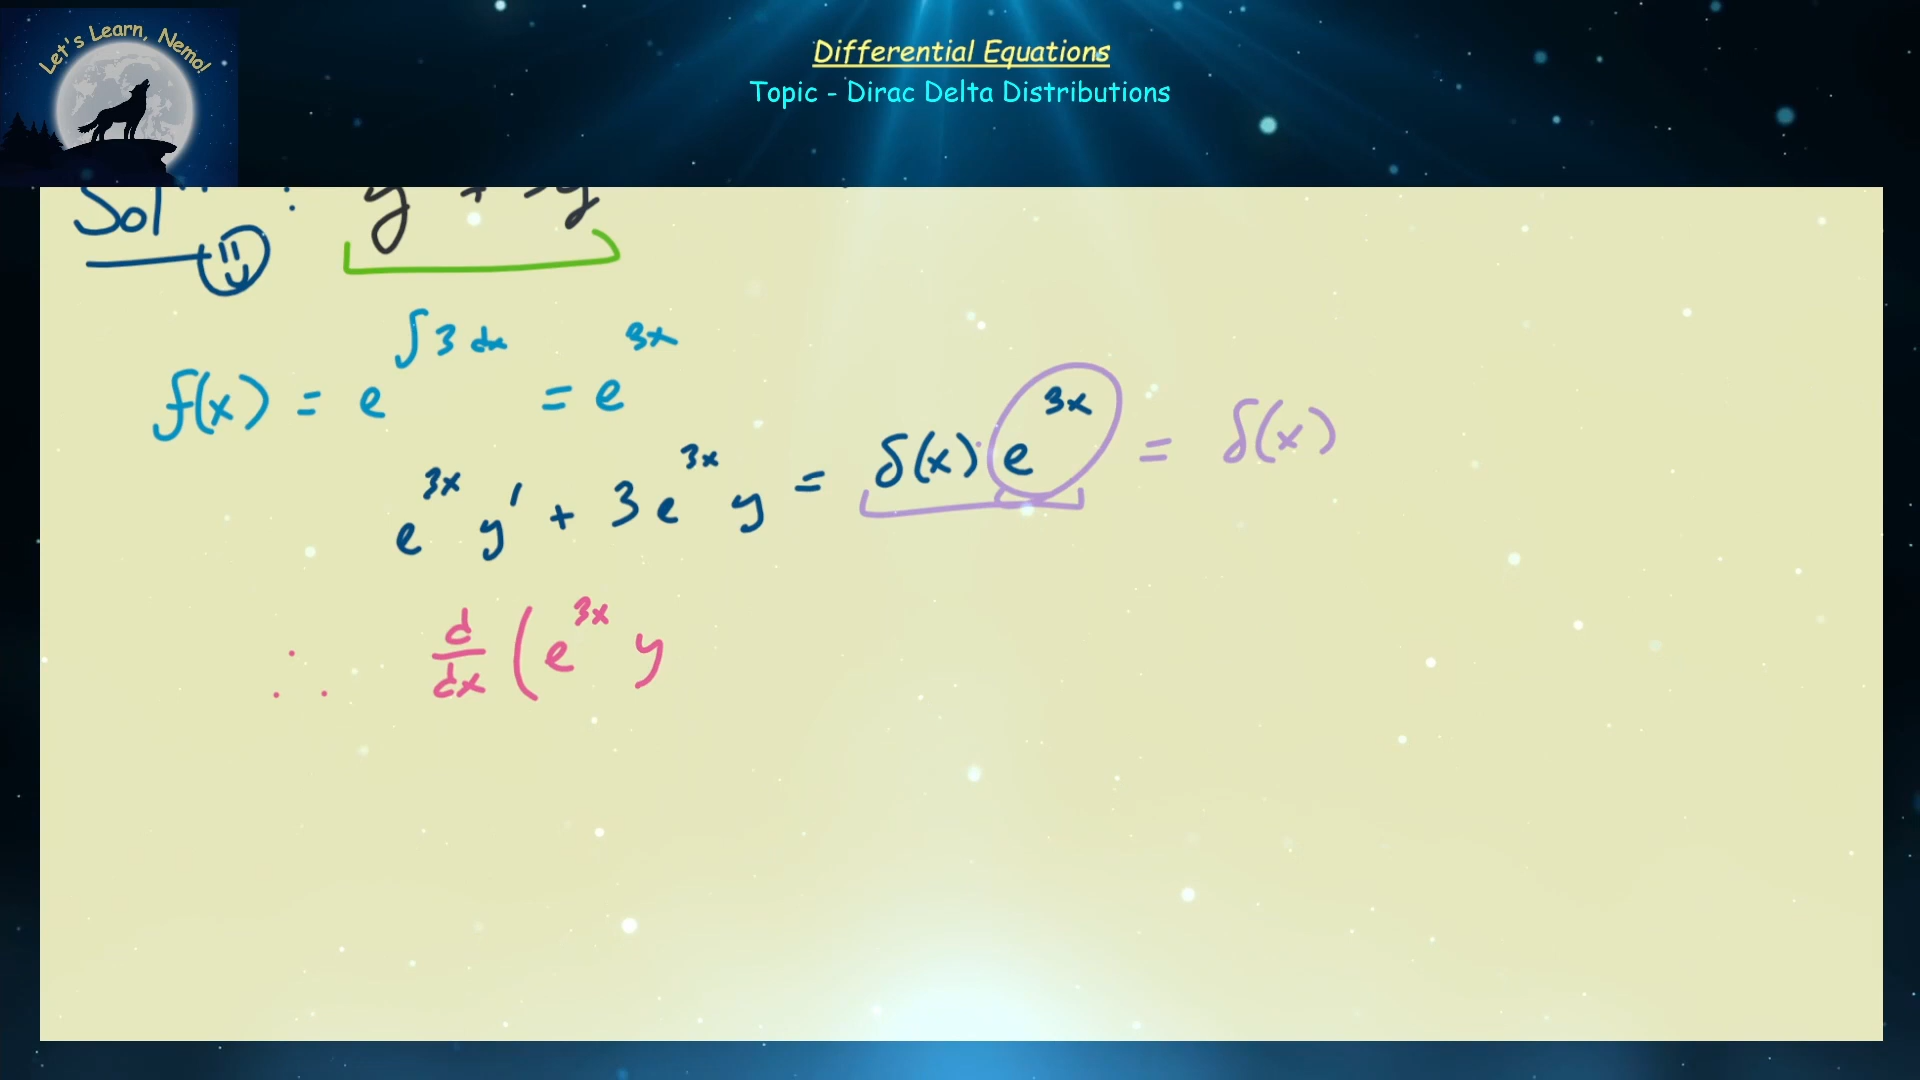 Let's Learn, Nemo!
Differential Equations
Topic - Dirac Delta Distributions
Sol
f(x) = e^{∫3 dx} = e^{3x}
e^{3x} y' + 3e^{3x} y = δ(x)·e^{3x} = δ(x)
∴ d/dx (e^{3x} y